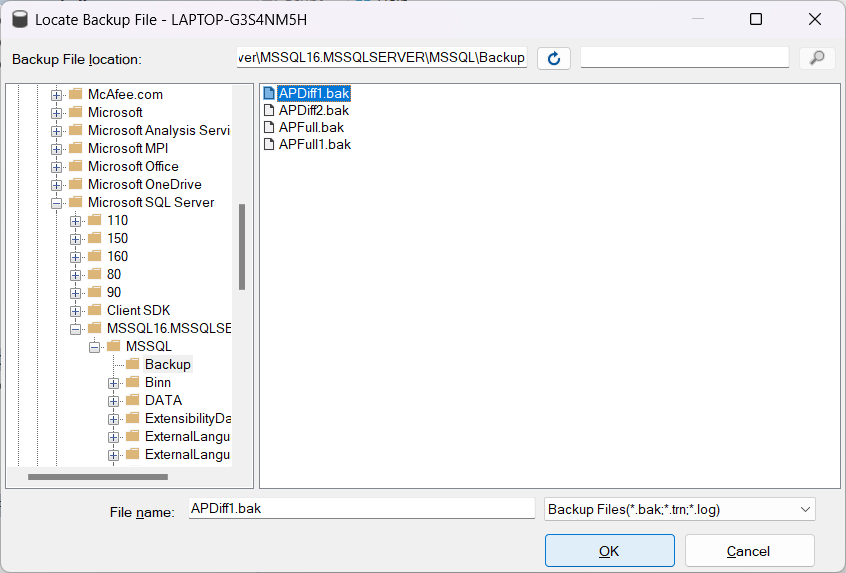 Locate Backup File - LAPTOP-G3S4NM5H
Backup File location:
ver\MSSQL16.MSSQLSERVER\MSSQL\Backup
McAfee.com
Microsoft
Microsoft Analysis Servi
Microsoft MPI
Microsoft Office
Microsoft OneDrive
Microsoft SQL Server
110
150
160
80
90
Client SDK
MSSQL16.MSSQLSE
MSSQL
Backup
Binn
DATA
ExtensibilityDa
ExternalLangu
ExternalLangu
APDiff1.bak
APDiff2.bak
APFull.bak
APFull1.bak
File name:
APDiff1.bak
Backup Files(*.bak;*.trn;*.log)
OK
Cancel